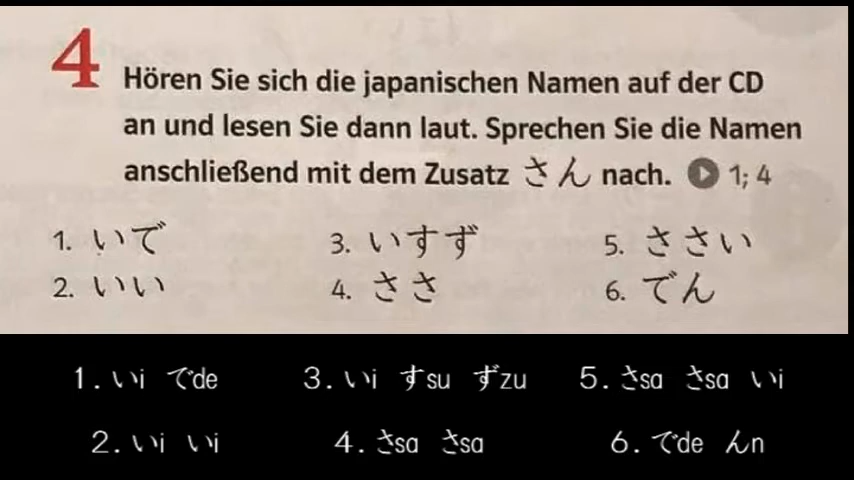 4 Hören Sie sich die japanischen Namen auf der CD
an und lesen Sie dann laut. Sprechen Sie die Namen
anschließend mit dem Zusatz さん nach. 1; 4
1. いで 3. いすず 5. ささい
2. いい 4. ささ 6. でん
1. いi でde 3. いi すsu ずzu 5. さsa さsa いi
2. いi いi 4. さsa さsa 6. でde んn